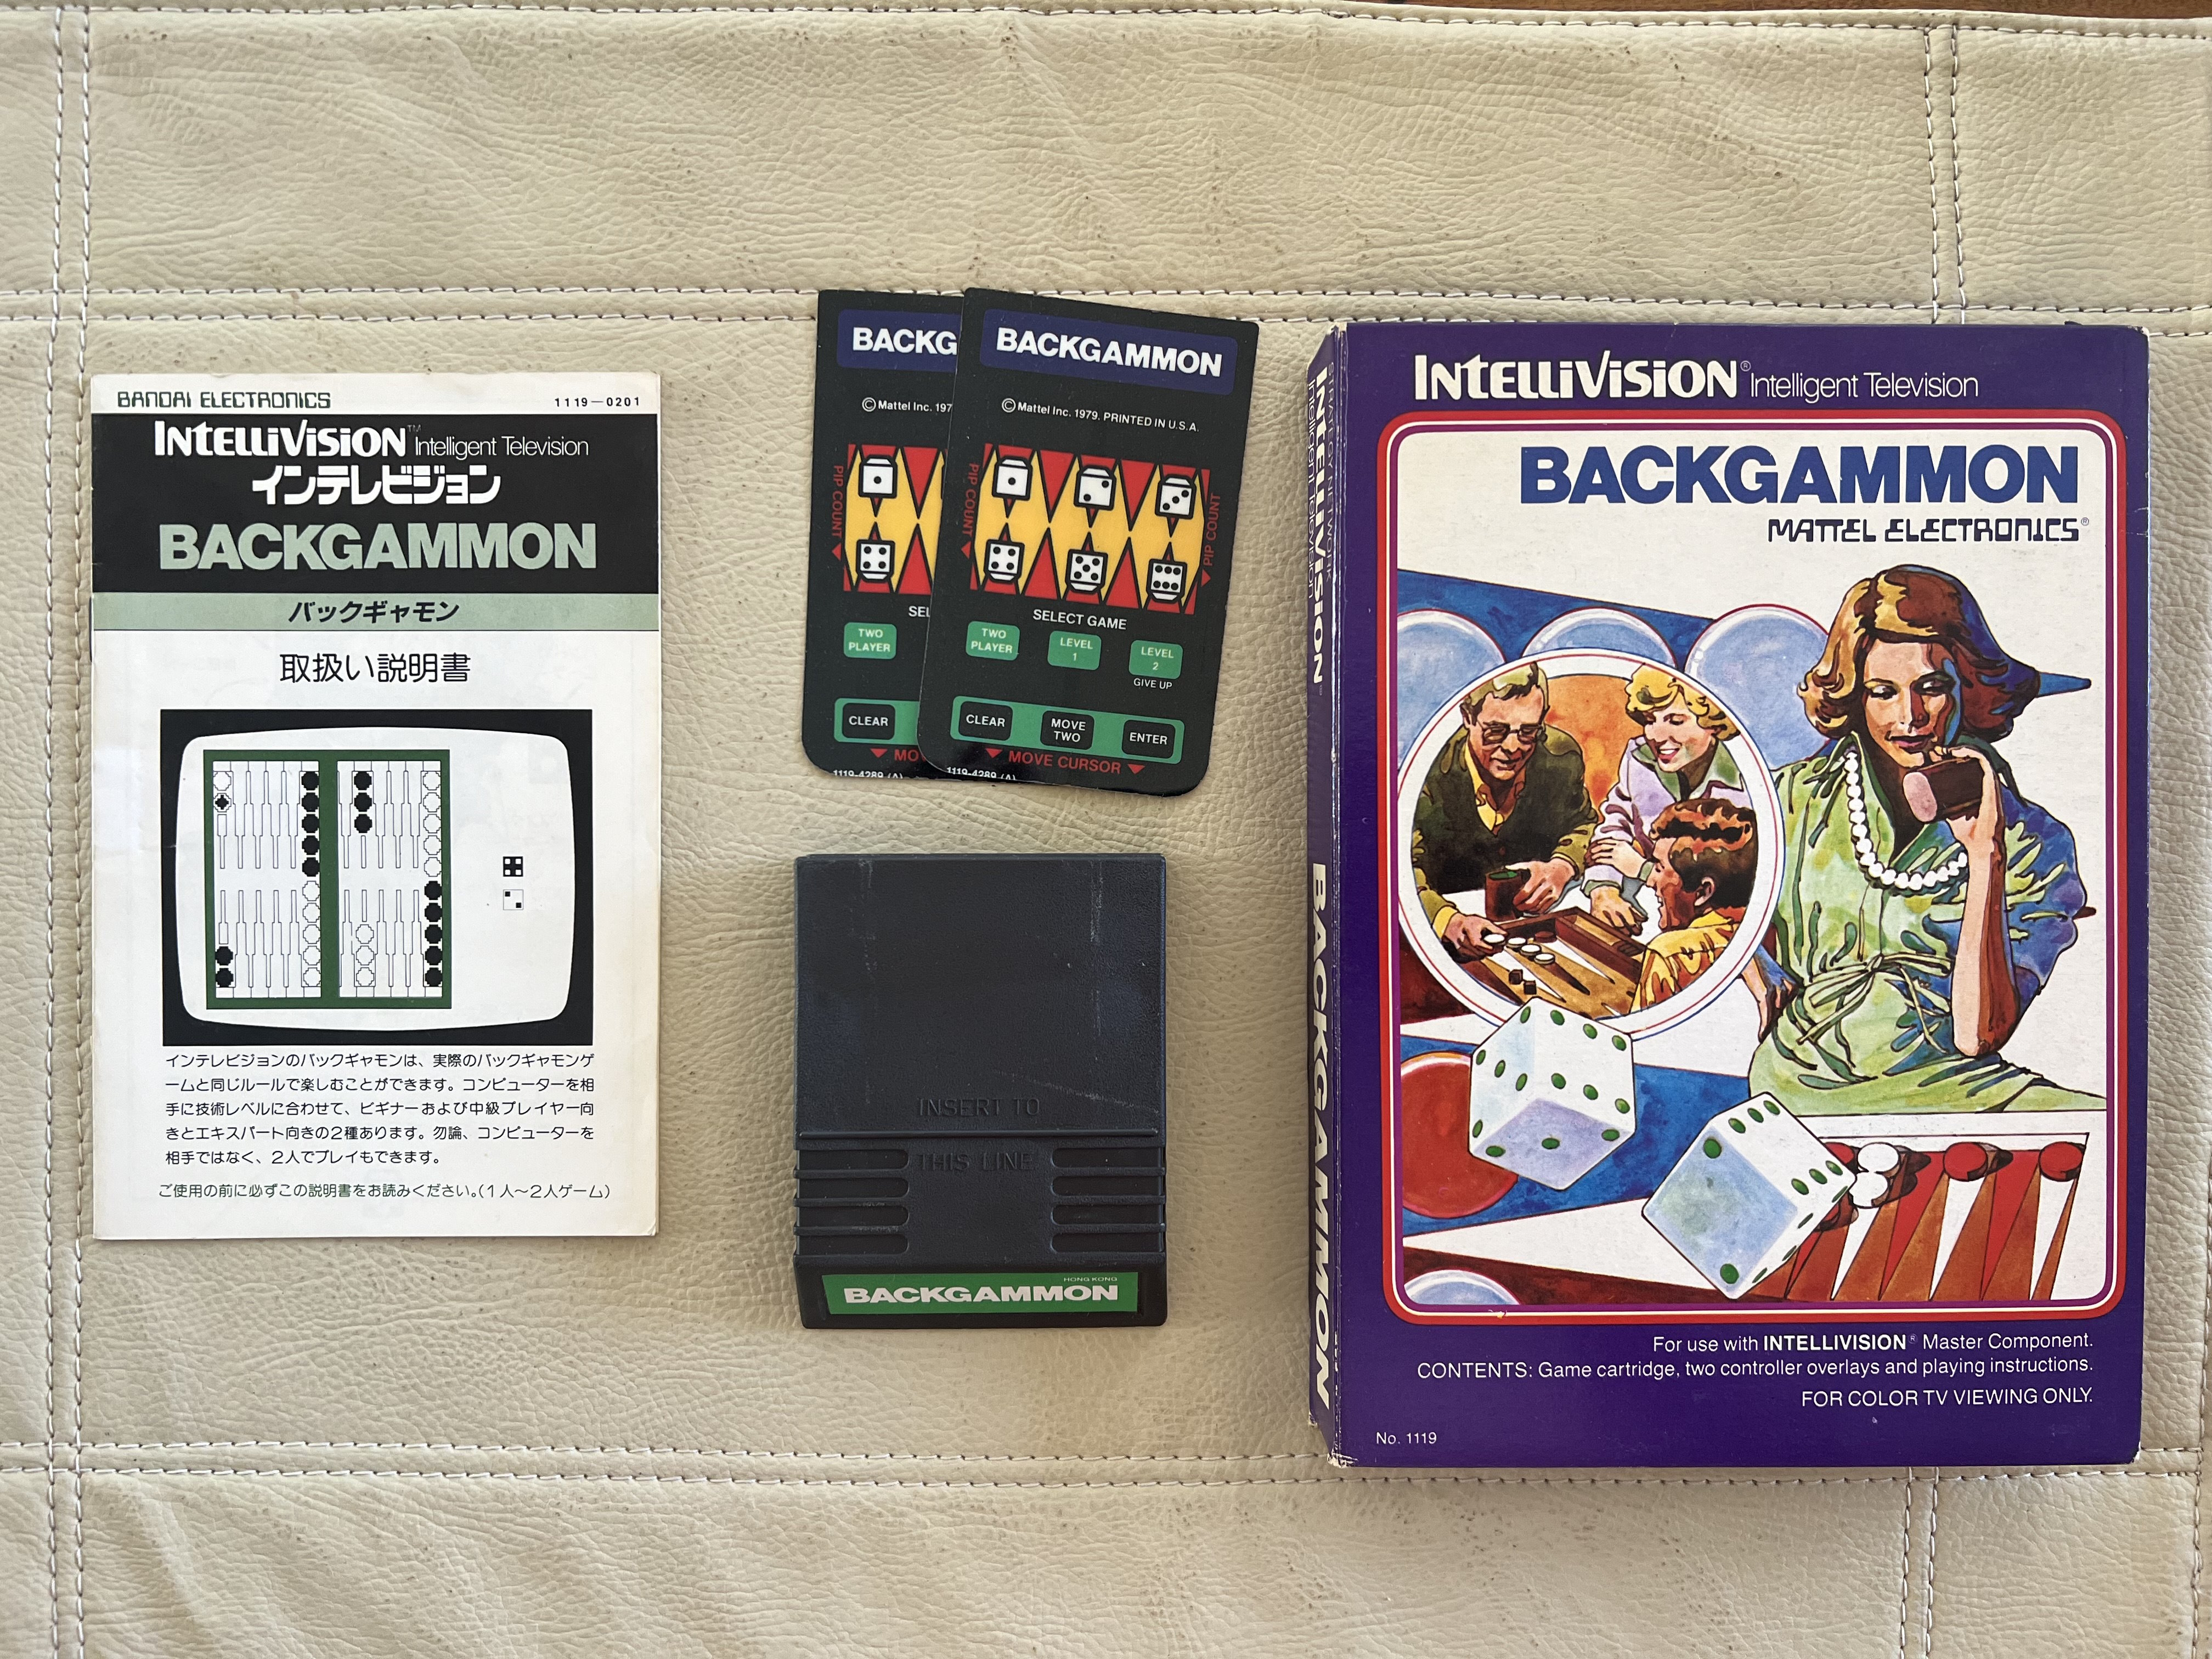 BANDAI ELECTRONICS 1119-0201
INTELLIVISION™ Intelligent Television
インテレビジョン
BACKGAMMON
バックギャモン
取扱い説明書
インテレビジョンのバックギャモンは、実際のバックギャモンゲ
ームと同じルールで楽しむことができます。コンピューターを相
手に技術レベルに合わせて、ビギナーおよび中級プレイヤー向
きとエキスパート向きの2種あります。勿論、コンピューターを
相手ではなく、2人でプレイもできます。
ご使用の前に必ずこの説明書をお読みください。(1人〜2人ゲーム)
BACKG
©Mattel Inc. 197
PIP COUNT
SEL
TWO
PLAYER
CLEAR
MOV
1119-4289 (A)
BACKGAMMON
©Mattel Inc. 1979. PRINTED IN U.S.A.
PIP COUNT
PIP COUNT
SELECT GAME
TWO
PLAYER
LEVEL
1
LEVEL
2
GIVE UP
CLEAR
MOVE
TWO
ENTER
MOVE CURSOR
1119-4289 (A)
INSERT TO
THIS LINE
HONG KONG
BACKGAMMON
STRATEGY NETWORK
INTELLIVISION®
Intelligent Television
BACKGAMMON
INTELLIVISION® Intelligent Television
BACKGAMMON
MATTEL ELECTRONICS®
For use with INTELLIVISION® Master Component.
CONTENTS: Game cartridge, two controller overlays and playing instructions.
FOR COLOR TV VIEWING ONLY.
No. 1119